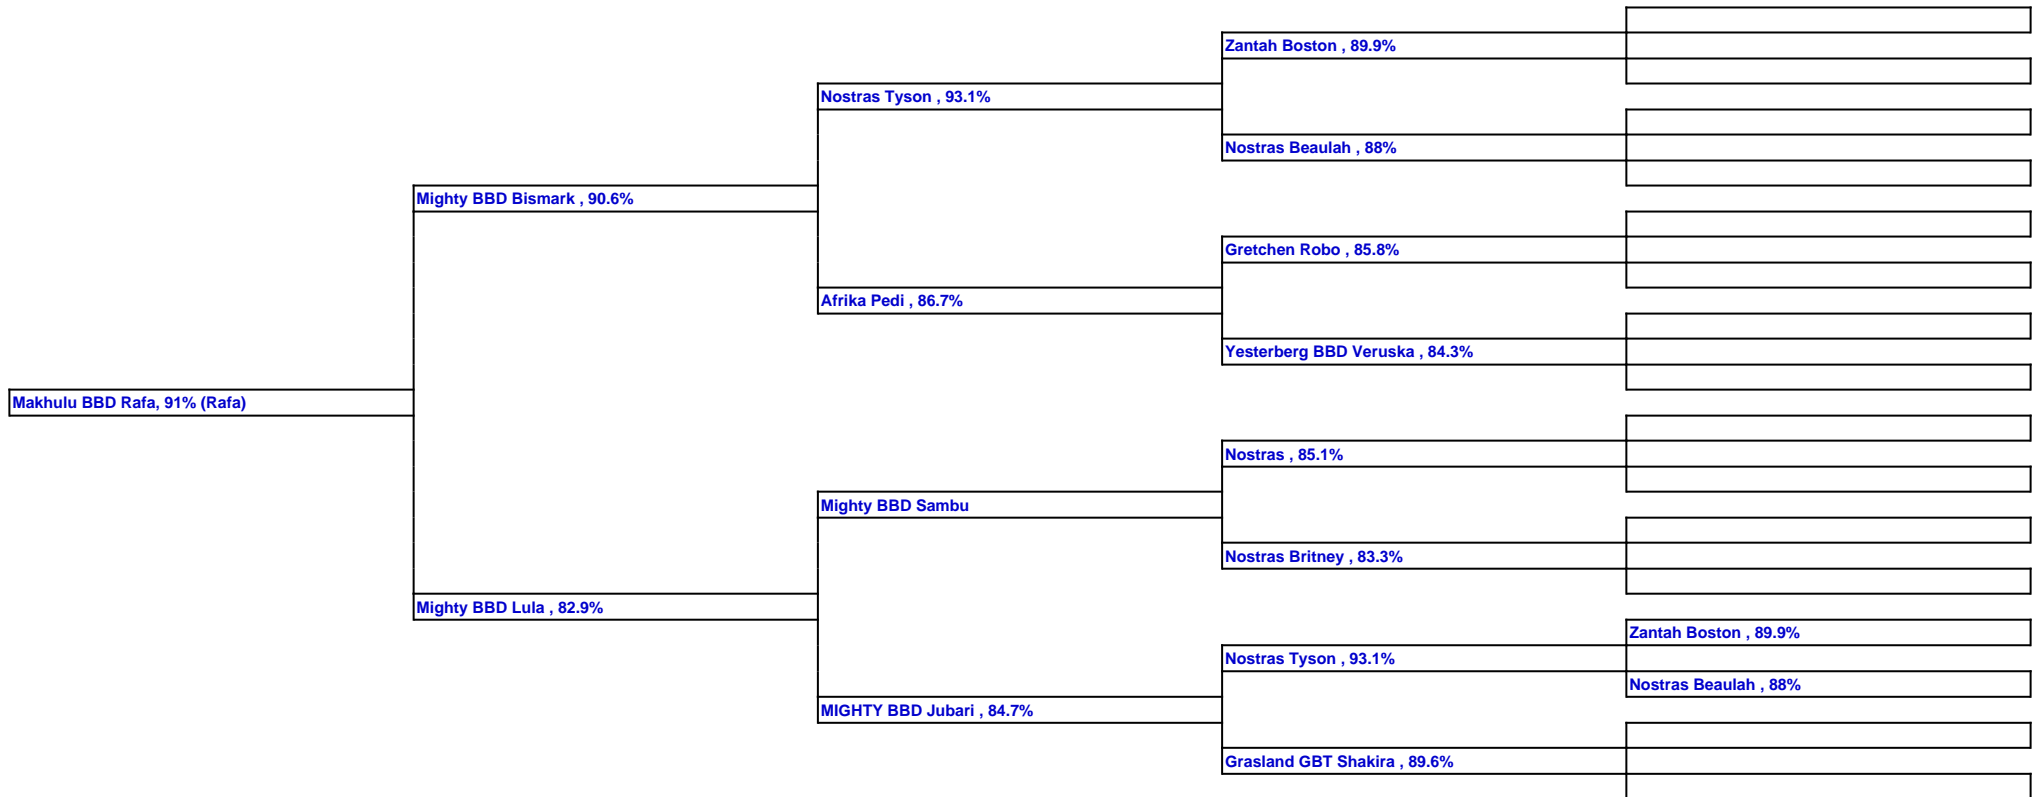 Zantah Boston , 89.9%
Nostras Tyson , 93.1%
Nostras Beaulah , 88%
Mighty BBD Bismark , 90.6%
Gretchen Robo , 85.8%
Afrika Pedi , 86.7%
Yesterberg BBD Veruska , 84.3%
Makhulu BBD Rafa, 91% (Rafa)
Nostras , 85.1%
Mighty BBD Sambu
Nostras Britney , 83.3%
Mighty BBD Lula , 82.9%
Zantah Boston , 89.9%
Nostras Tyson , 93.1%
Nostras Beaulah , 88%
MIGHTY BBD Jubari , 84.7%
Grasland GBT Shakira , 89.6%